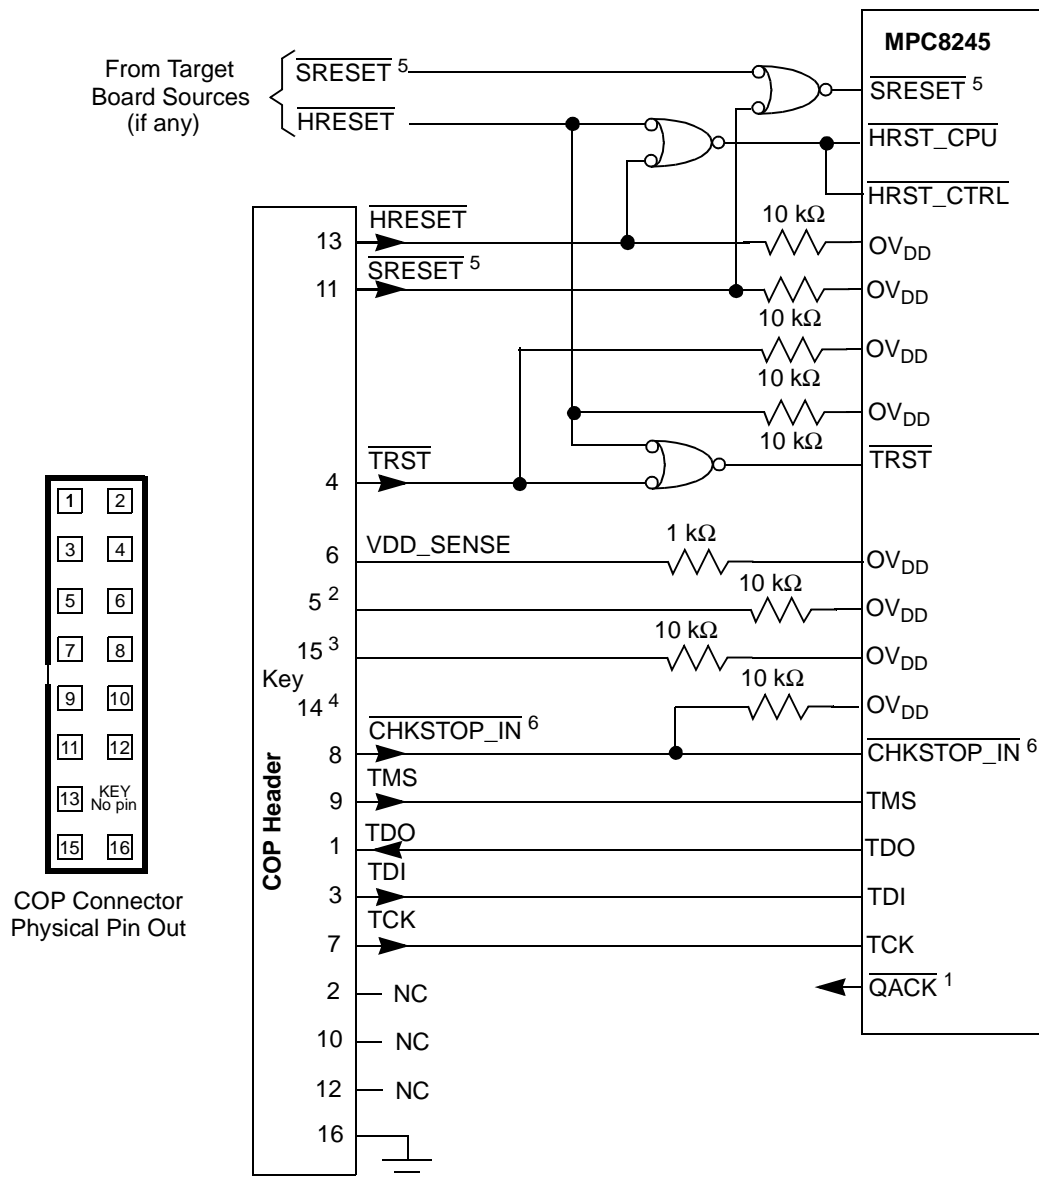 From Target
Board Sources
(if any)
SRESET 5
HRESET
MPC8245
SRESET 5
HRST_CPU
HRST_CTRL
13 HRESET 10 kΩ OVDD
11 SRESET 5 10 kΩ OVDD
10 kΩ OVDD
10 kΩ OVDD
4 TRST TRST
6 VDD_SENSE 1 kΩ OVDD
5 2 10 kΩ OVDD
15 3 10 kΩ OVDD
Key
14 4 10 kΩ OVDD
8 CHKSTOP_IN 6 CHKSTOP_IN 6
9 TMS TMS
1 TDO TDO
3 TDI TDI
7 TCK TCK
2 NC
QACK 1
10 NC
12 NC
16
COP Header
1 2
3 4
5 6
7 8
9 10
11 12
13 KEY
No pin
15 16
COP Connector
Physical Pin Out